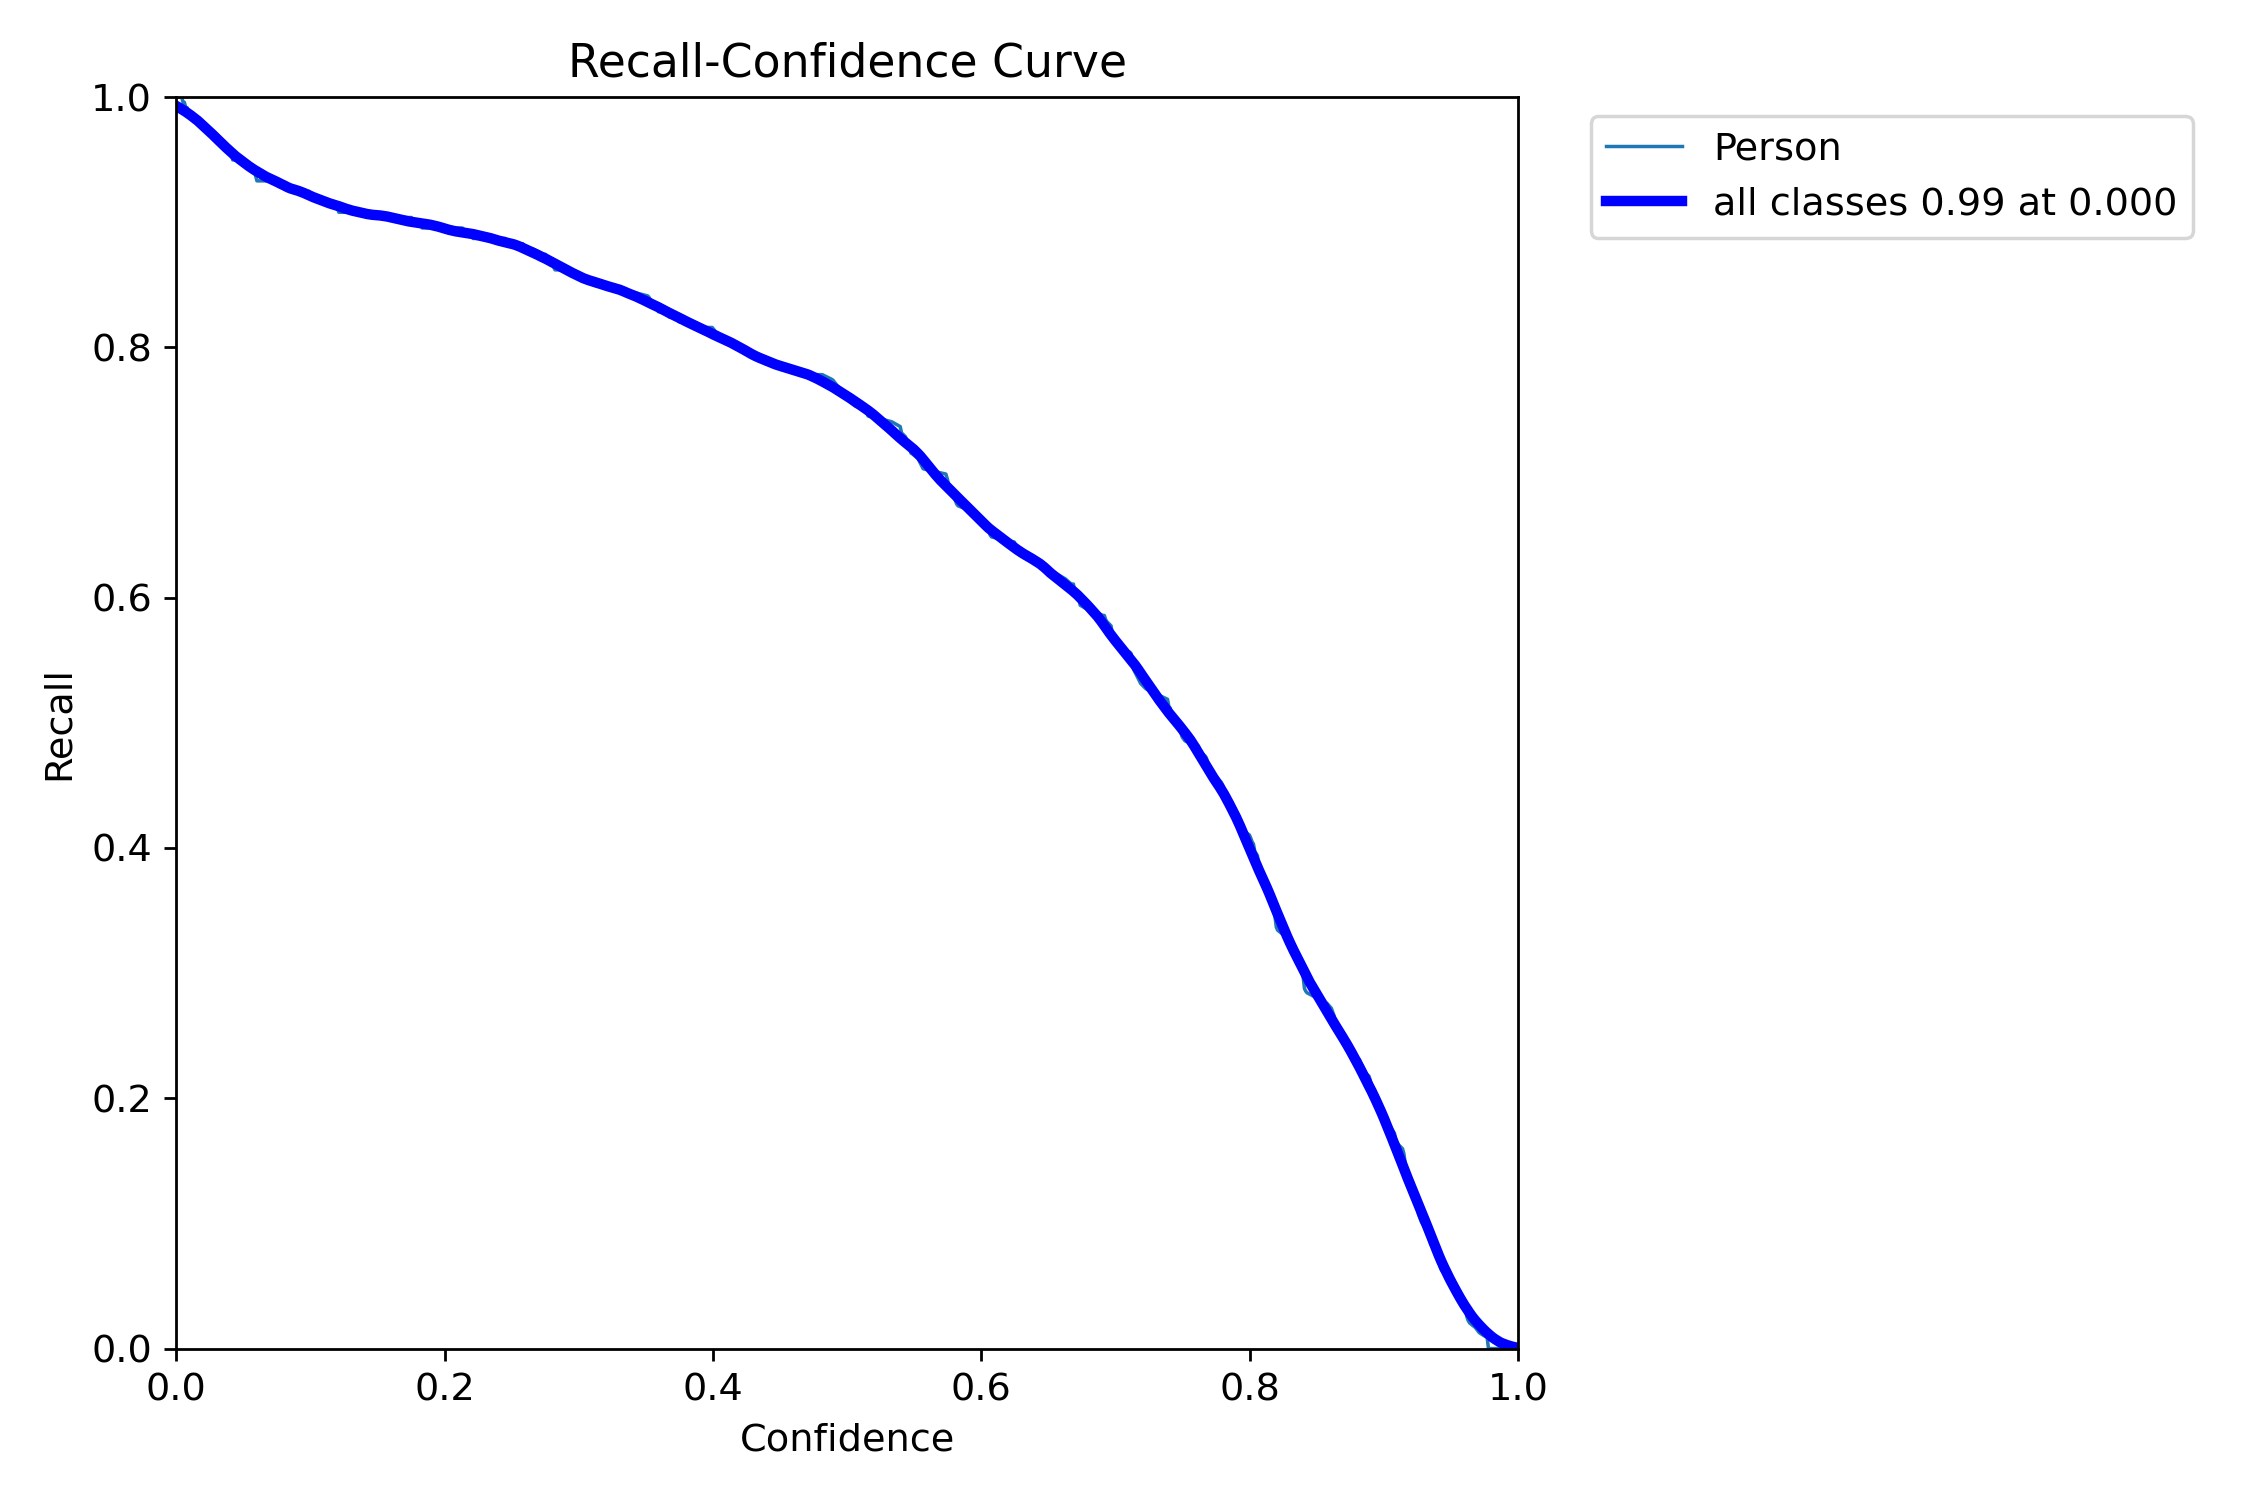 Recall-Confidence Curve
Person
all classes 0.99 at 0.000
1.0
0.8
0.6
0.4
0.2
0.0
Recall
0.0 0.2 0.4 0.6 0.8 1.0
Confidence